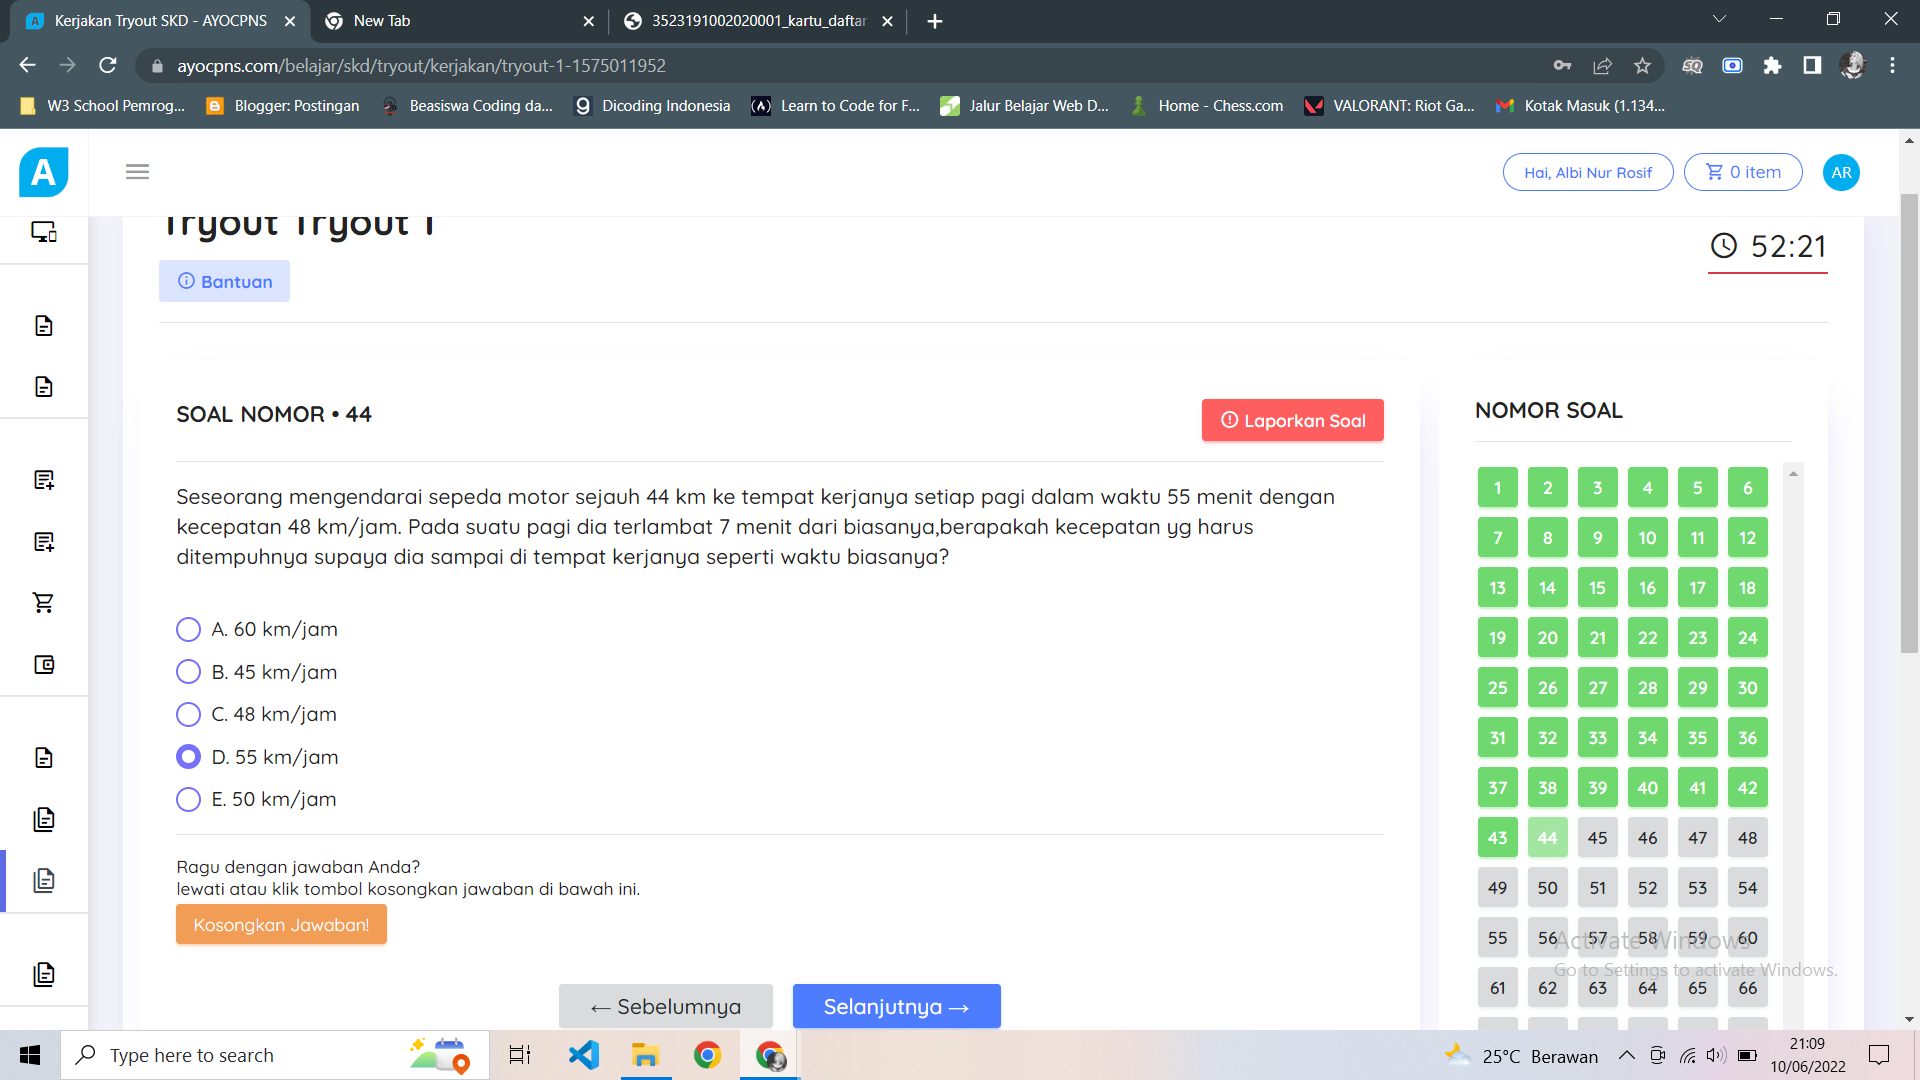 Kerjakan Tryout SKD - AYOCPNS
New Tab
3523191002020001_kartu_daftar
ayocpns.com/belajar/skd/tryout/kerjakan/tryout-1-1575011952
W3 School Pemrog...
Blogger: Postingan
Beasiswa Coding da...
Dicoding Indonesia
Learn to Code for F...
Jalur Belajar Web D...
Home - Chess.com
VALORANT: Riot Ga...
Kotak Masuk (1.134...
A
Hai, Albi Nur Rosif
0 item
AR
Tryout Tryout 1
52:21
Bantuan
SOAL NOMOR • 44
Laporkan Soal
Seseorang mengendarai sepeda motor sejauh 44 km ke tempat kerjanya setiap pagi dalam waktu 55 menit dengan
kecepatan 48 km/jam. Pada suatu pagi dia terlambat 7 menit dari biasanya,berapakah kecepatan yg harus
ditempuhnya supaya dia sampai di tempat kerjanya seperti waktu biasanya?
A. 60 km/jam
B. 45 km/jam
C. 48 km/jam
D. 55 km/jam
E. 50 km/jam
Ragu dengan jawaban Anda?
lewati atau klik tombol kosongkan jawaban di bawah ini.
Kosongkan Jawaban!
← Sebelumnya
Selanjutnya →
NOMOR SOAL
1 2 3 4 5 6
7 8 9 10 11 12
13 14 15 16 17 18
19 20 21 22 23 24
25 26 27 28 29 30
31 32 33 34 35 36
37 38 39 40 41 42
43 44 45 46 47 48
49 50 51 52 53 54
55 56 57 58 59 60
61 62 63 64 65 66
Activate Windows
Go to Settings to activate Windows.
Type here to search
25°C Berawan
21:09
10/06/2022